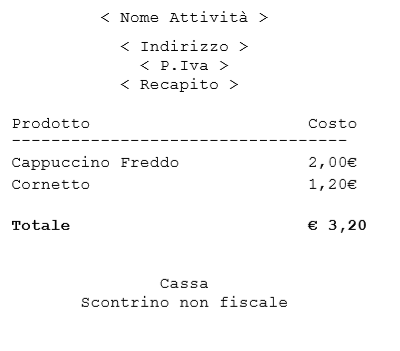 < Nome Attività >
< Indirizzo >
< P.Iva >
< Recapito >
Prodotto Costo
----------------------------------
Cappuccino Freddo 2,00€
Cornetto 1,20€
Totale € 3,20
Cassa
Scontrino non fiscale